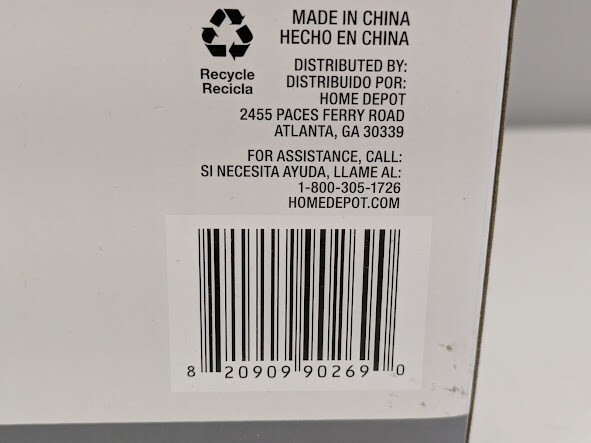 MADE IN CHINA
HECHO EN CHINA
Recycle
Recicla
DISTRIBUTED BY:
DISTRIBUIDO POR:
HOME DEPOT
2455 PACES FERRY ROAD
ATLANTA, GA 30339
FOR ASSISTANCE, CALL:
SI NECESITA AYUDA, LLAME AL:
1-800-305-1726
HOMEDEPOT.COM
8 20909 90269 0